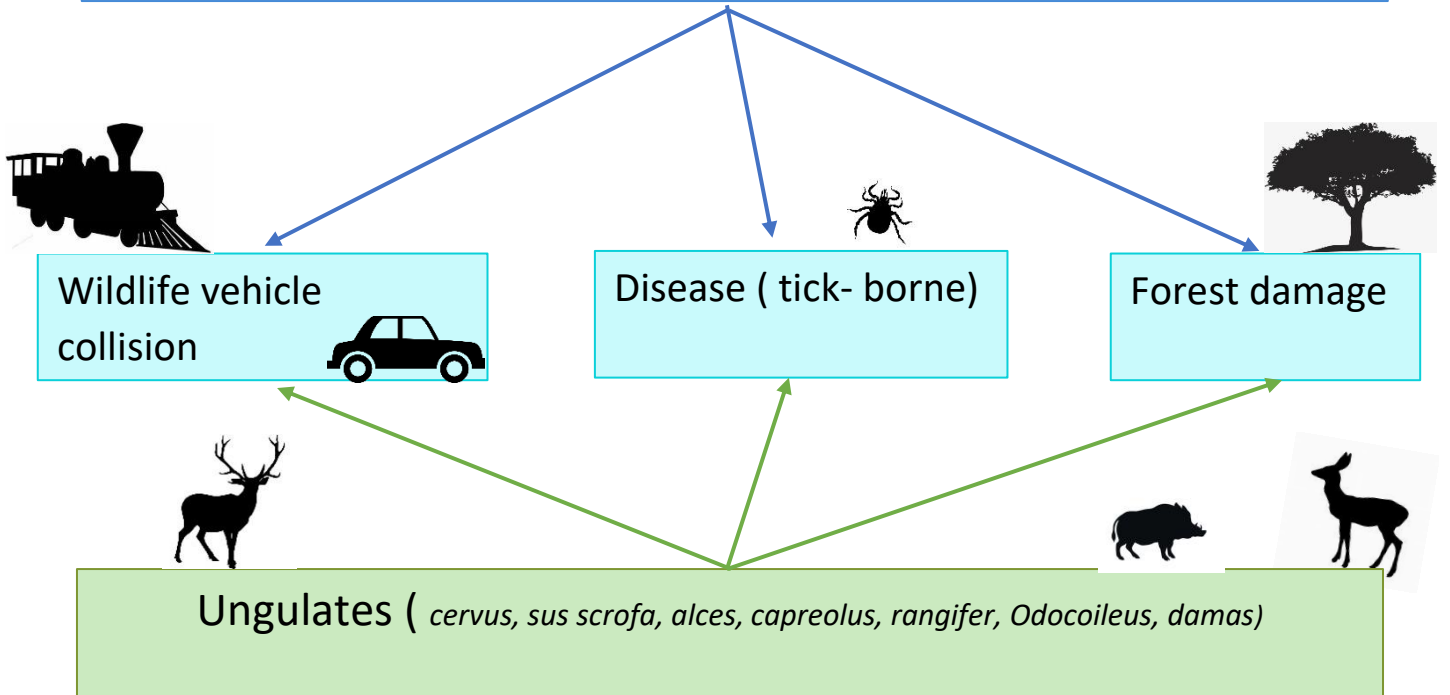 Wildlife vehicle
collision
Disease ( tick- borne)
Forest damage
Ungulates ( cervus, sus scrofa, alces, capreolus, rangifer, Odocoileus, damas)